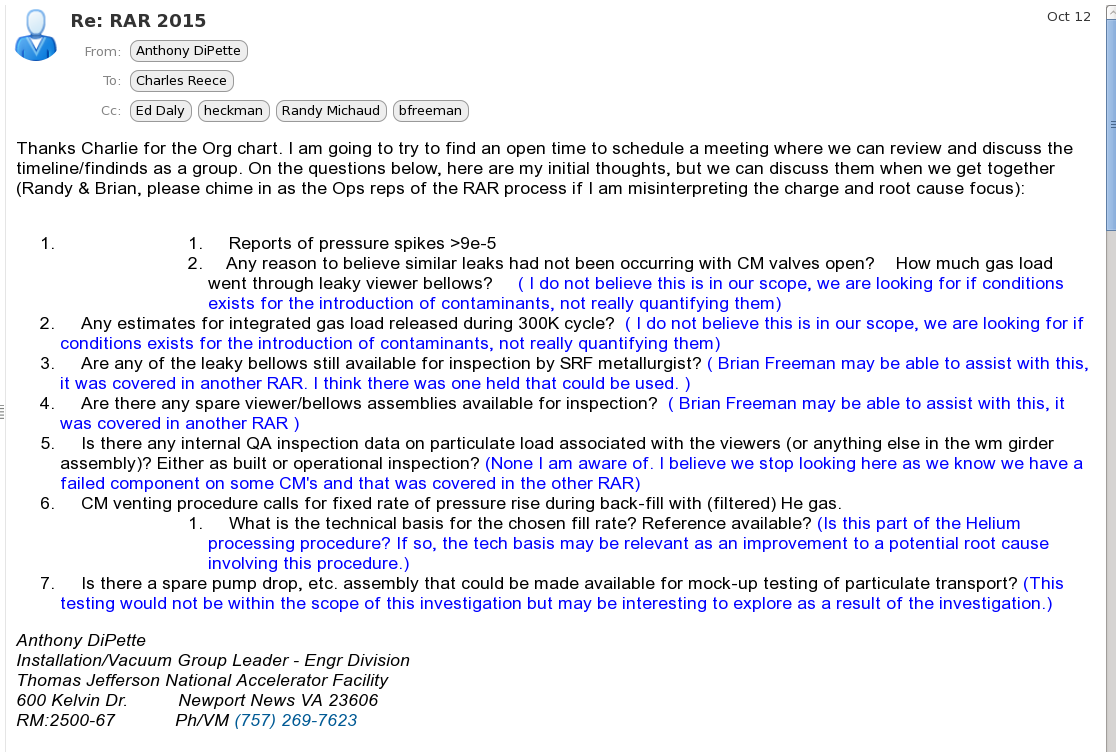 Re: RAR 2015
Oct 12
From: Anthony DiPette
To: Charles Reece
Cc: Ed Daly heckman Randy Michaud bfreeman
Thanks Charlie for the Org chart. I am going to try to find an open time to schedule a meeting where we can review and discuss the
timeline/findinds as a group. On the questions below, here are my initial thoughts, but we can discuss them when we get together
(Randy & Brian, please chime in as the Ops reps of the RAR process if I am misinterpreting the charge and root cause focus):
1. 1. Reports of pressure spikes >9e-5
2. Any reason to believe similar leaks had not been occurring with CM valves open? How much gas load
went through leaky viewer bellows? ( I do not believe this is in our scope, we are looking for if conditions
exists for the introduction of contaminants, not really quantifying them)
2. Any estimates for integrated gas load released during 300K cycle? ( I do not believe this is in our scope, we are looking for if
conditions exists for the introduction of contaminants, not really quantifying them)
3. Are any of the leaky bellows still available for inspection by SRF metallurgist? ( Brian Freeman may be able to assist with this,
it was covered in another RAR. I think there was one held that could be used. )
4. Are there any spare viewer/bellows assemblies available for inspection? ( Brian Freeman may be able to assist with this, it
was covered in another RAR )
5. Is there any internal QA inspection data on particulate load associated with the viewers (or anything else in the wm girder
assembly)? Either as built or operational inspection? (None I am aware of. I believe we stop looking here as we know we have a
failed component on some CM's and that was covered in the other RAR)
6. CM venting procedure calls for fixed rate of pressure rise during back-fill with (filtered) He gas.
1. What is the technical basis for the chosen fill rate? Reference available? (Is this part of the Helium
processing procedure? If so, the tech basis may be relevant as an improvement to a potential root cause
involving this procedure.)
7. Is there a spare pump drop, etc. assembly that could be made available for mock-up testing of particulate transport? (This
testing would not be within the scope of this investigation but may be interesting to explore as a result of the investigation.)
Anthony DiPette
Installation/Vacuum Group Leader - Engr Division
Thomas Jefferson National Accelerator Facility
600 Kelvin Dr. Newport News VA 23606
RM:2500-67 Ph/VM (757) 269-7623